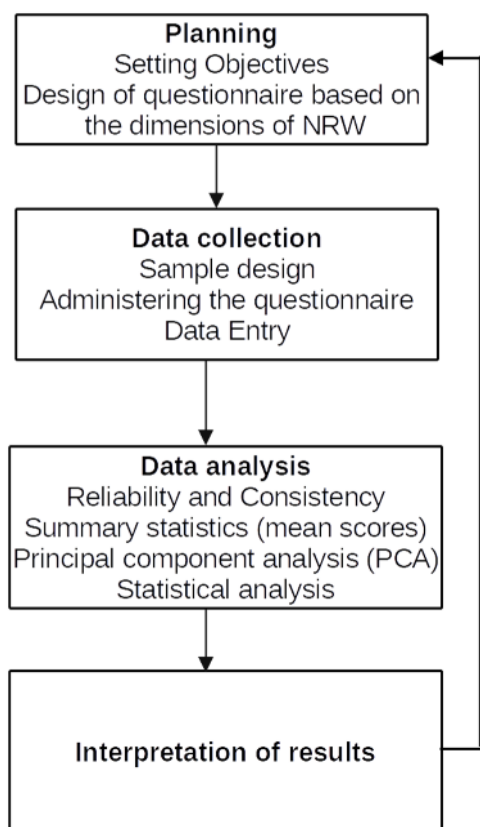 Planning
Setting Objectives
Design of questionnaire based on
the dimensions of NRW
Data collection
Sample design
Administering the questionnaire
Data Entry
Data analysis
Reliability and Consistency
Summary statistics (mean scores)
Principal component analysis (PCA)
Statistical analysis
Interpretation of results